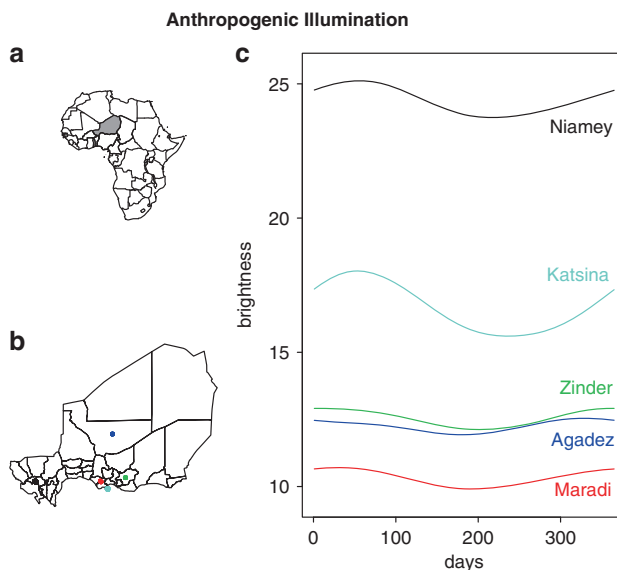 Anthropogenic Illumination
a
b
c
brightness
25
20
15
10
Niamey
Katsina
Zinder
Agadez
Maradi
0
100
200
300
days